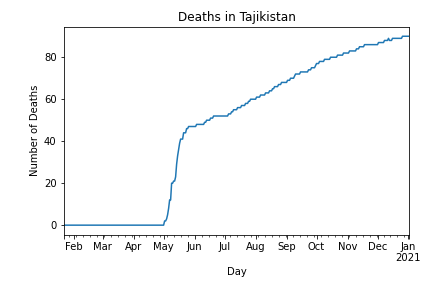 Deaths in Tajikistan
Number of Deaths
80
60
40
20
0
Feb Mar Apr May Jun Jul Aug Sep Oct Nov Dec Jan
2021
Day